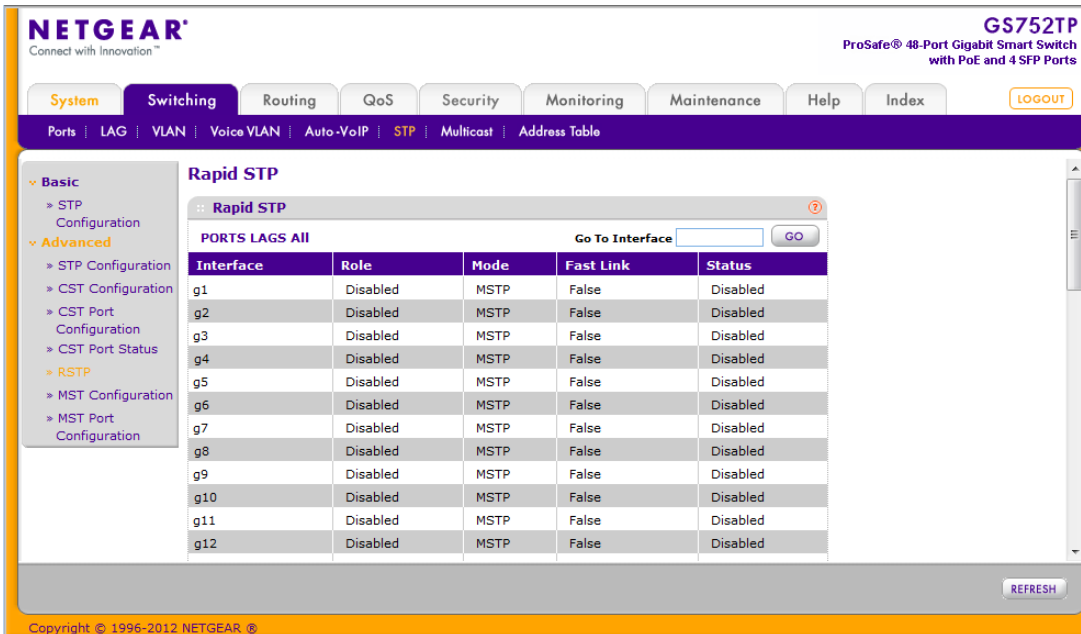 NETGEAR®
Connect with Innovation™
GS752TP
ProSafe® 48-Port Gigabit Smart Switch
with PoE and 4 SFP Ports
System Switching Routing QoS Security Monitoring Maintenance Help Index LOGOUT
Ports LAG VLAN Voice VLAN Auto-VoIP STP Multicast Address Table
Basic
» STP
Configuration
Advanced
» STP Configuration
» CST Configuration
» CST Port
Configuration
» CST Port Status
» RSTP
» MST Configuration
» MST Port
Configuration
Rapid STP
Rapid STP ?
PORTS LAGS All Go To Interface GO
Interface Role Mode Fast Link Status
g1 Disabled MSTP False Disabled
g2 Disabled MSTP False Disabled
g3 Disabled MSTP False Disabled
g4 Disabled MSTP False Disabled
g5 Disabled MSTP False Disabled
g6 Disabled MSTP False Disabled
g7 Disabled MSTP False Disabled
g8 Disabled MSTP False Disabled
g9 Disabled MSTP False Disabled
g10 Disabled MSTP False Disabled
g11 Disabled MSTP False Disabled
g12 Disabled MSTP False Disabled
REFRESH
Copyright © 1996-2012 NETGEAR ®